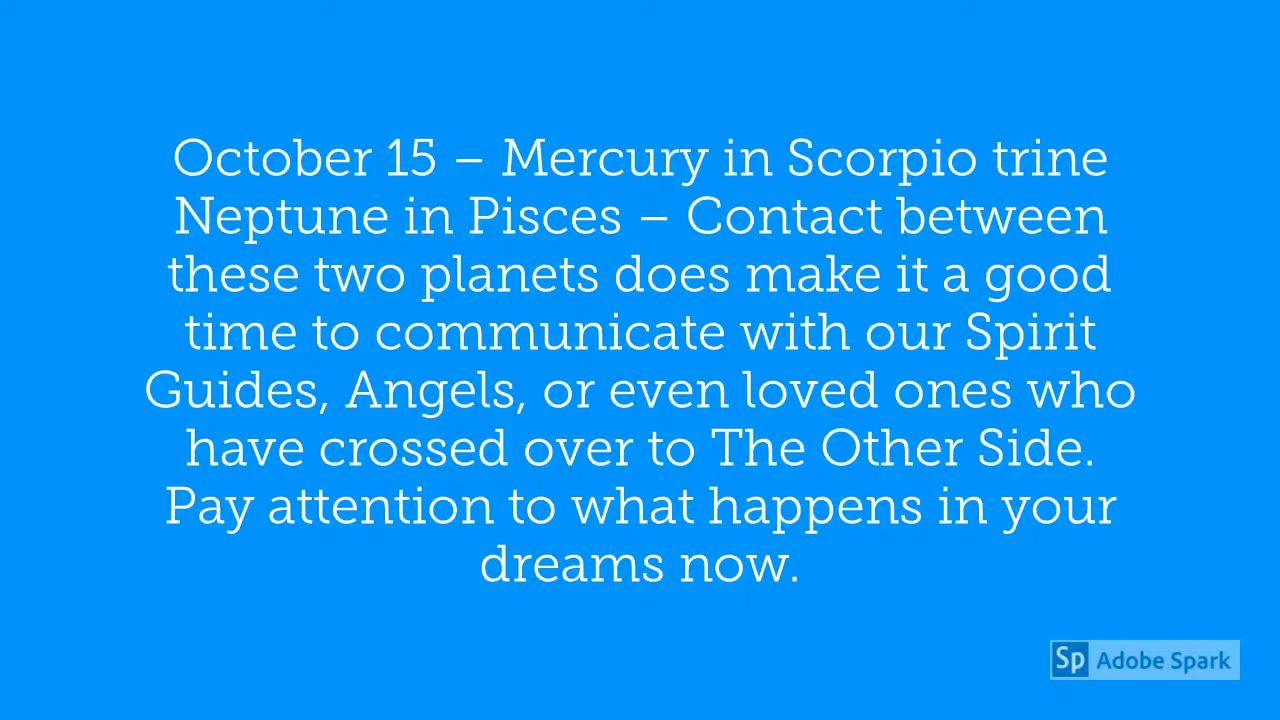 October 15 – Mercury in Scorpio trine
Neptune in Pisces – Contact between
these two planets does make it a good
time to communicate with our Spirit
Guides, Angels, or even loved ones who
have crossed over to The Other Side.
Pay attention to what happens in your
dreams now.
Sp Adobe Spark